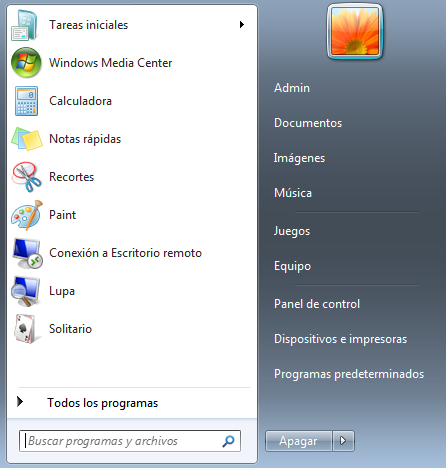 Tareas iniciales
Windows Media Center
Calculadora
Notas rápidas
Recortes
Paint
Conexión a Escritorio remoto
Lupa
Solitario
Todos los programas
Buscar programas y archivos
Admin
Documentos
Imágenes
Música
Juegos
Equipo
Panel de control
Dispositivos e impresoras
Programas predeterminados
Apagar